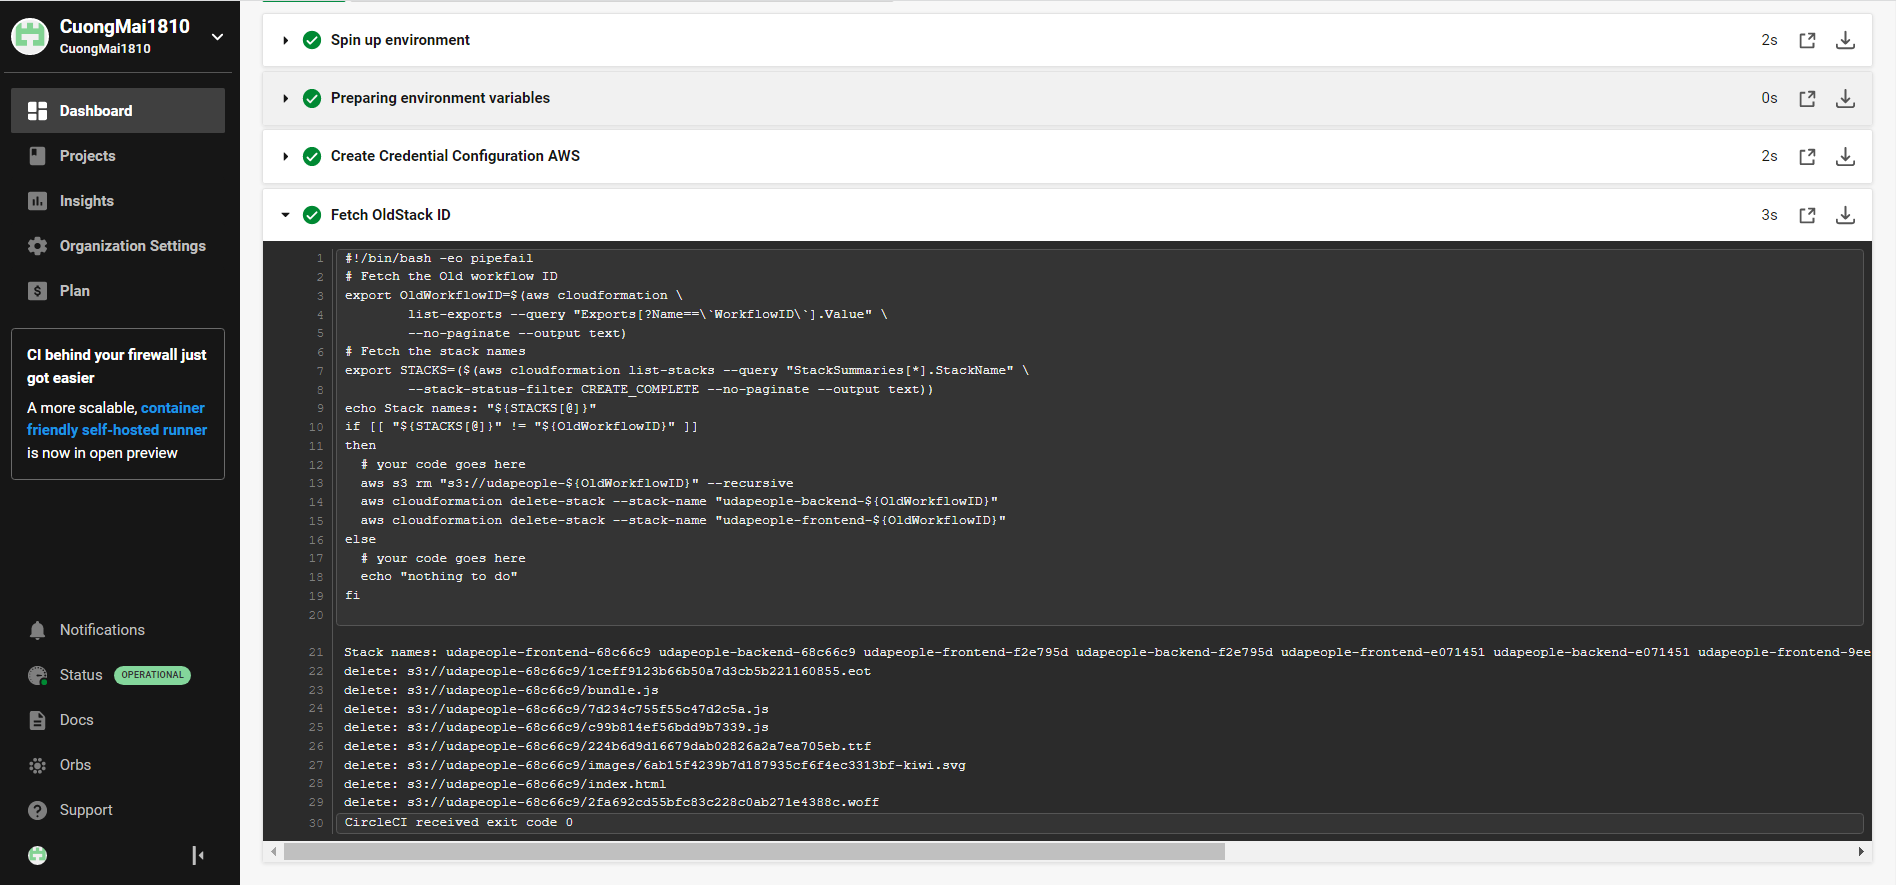 CuongMai1810
CuongMai1810
Dashboard
Projects
Insights
Organization Settings
Plan
CI behind your firewall just
got easier
A more scalable, container
friendly self-hosted runner
is now in open preview
Notifications
Status OPERATIONAL
Docs
Orbs
Support
Spin up environment 2s
Preparing environment variables 0s
Create Credential Configuration AWS 2s
Fetch OldStack ID 3s
1 #!/bin/bash -eo pipefail
2 # Fetch the Old workflow ID
3 export OldWorkflowID=$(aws cloudformation \
4 list-exports --query "Exports[?Name==\`WorkflowID\`].Value" \
5 --no-paginate --output text)
6 # Fetch the stack names
7 export STACKS=($(aws cloudformation list-stacks --query "StackSummaries[*].StackName" \
8 --stack-status-filter CREATE_COMPLETE --no-paginate --output text))
9 echo Stack names: "${STACKS[@]}"
10 if [[ "${STACKS[@]}" != "${OldWorkflowID}" ]]
11 then
12 # your code goes here
13 aws s3 rm "s3://udapeople-${OldWorkflowID}" --recursive
14 aws cloudformation delete-stack --stack-name "udapeople-backend-${OldWorkflowID}"
15 aws cloudformation delete-stack --stack-name "udapeople-frontend-${OldWorkflowID}"
16 else
17 # your code goes here
18 echo "nothing to do"
19 fi
20
21 Stack names: udapeople-frontend-68c66c9 udapeople-backend-68c66c9 udapeople-frontend-f2e795d udapeople-backend-f2e795d udapeople-frontend-e071451 udapeople-backend-e071451 udapeople-frontend-9ee
22 delete: s3://udapeople-68c66c9/1ceff9123b66b50a7d3cb5b221160855.eot
23 delete: s3://udapeople-68c66c9/bundle.js
24 delete: s3://udapeople-68c66c9/7d234c755f55c47d2c5a.js
25 delete: s3://udapeople-68c66c9/c99b814ef56bdd9b7339.js
26 delete: s3://udapeople-68c66c9/224b6d9d16679dab02826a2a7ea705eb.ttf
27 delete: s3://udapeople-68c66c9/images/6ab15f4239b7d187935cf6f4ec3313bf-kiwi.svg
28 delete: s3://udapeople-68c66c9/index.html
29 delete: s3://udapeople-68c66c9/2fa692cd55bfc83c228c0ab271e4388c.woff
30 CircleCI received exit code 0